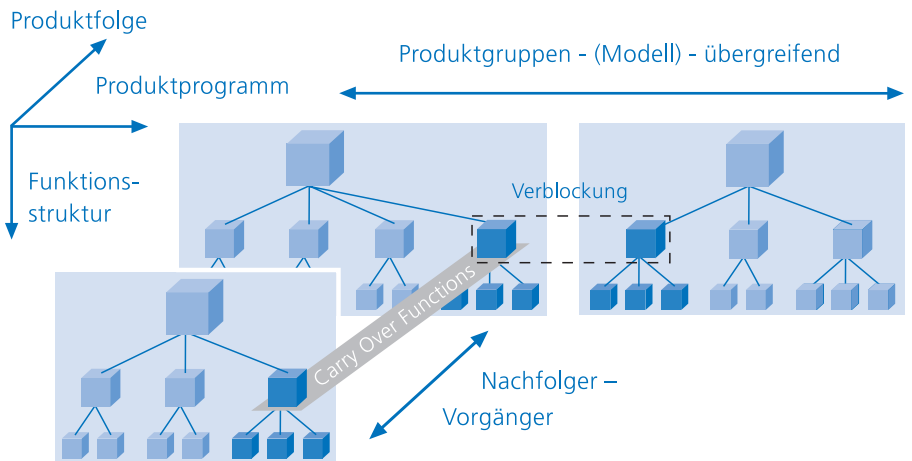 Produktfolge
Produktgruppen - (Modell) - übergreifend
Produktprogramm
Funktions-
struktur
Verblockung
Carry Over Functions
Nachfolger –
Vorgänger